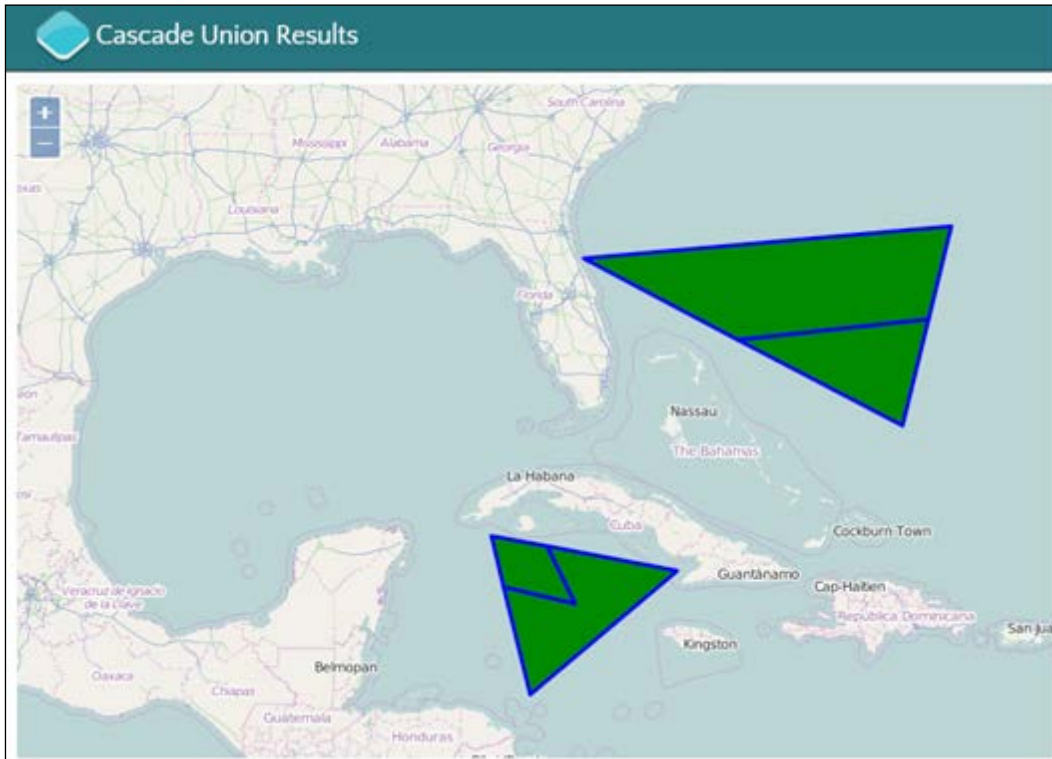 Cascade Union Results
+
−
South Carolina
Mississippi
Alabama
Georgia
Louisiana
Florida
Nassau
The Bahamas
Tamaulipas
La Habana
Cuba
Cockburn Town
Guantánamo
Cap-Haïtien
Veracruz de Ignacio
de la Llave
República Dominicana
San Jua
Kingston
Belmopan
Oaxaca
Chiapas
Guatemala
Honduras